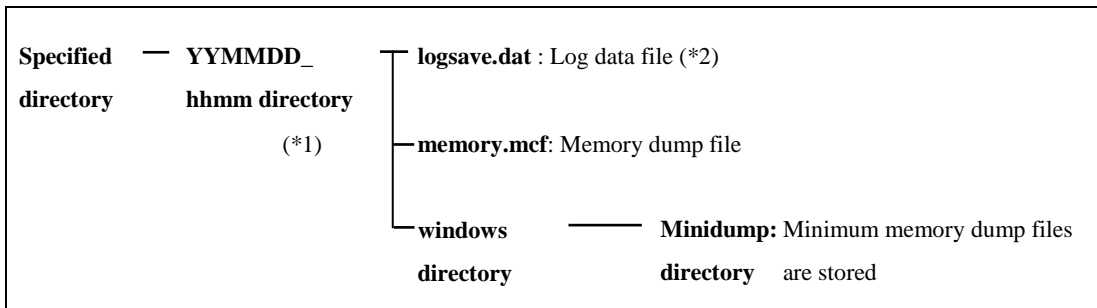 Specified YYMMDD_ logsave.dat : Log data file (*2)
directory hhmm directory
(*1) memory.mcf: Memory dump file
windows Minidump: Minimum memory dump files
directory directory are stored